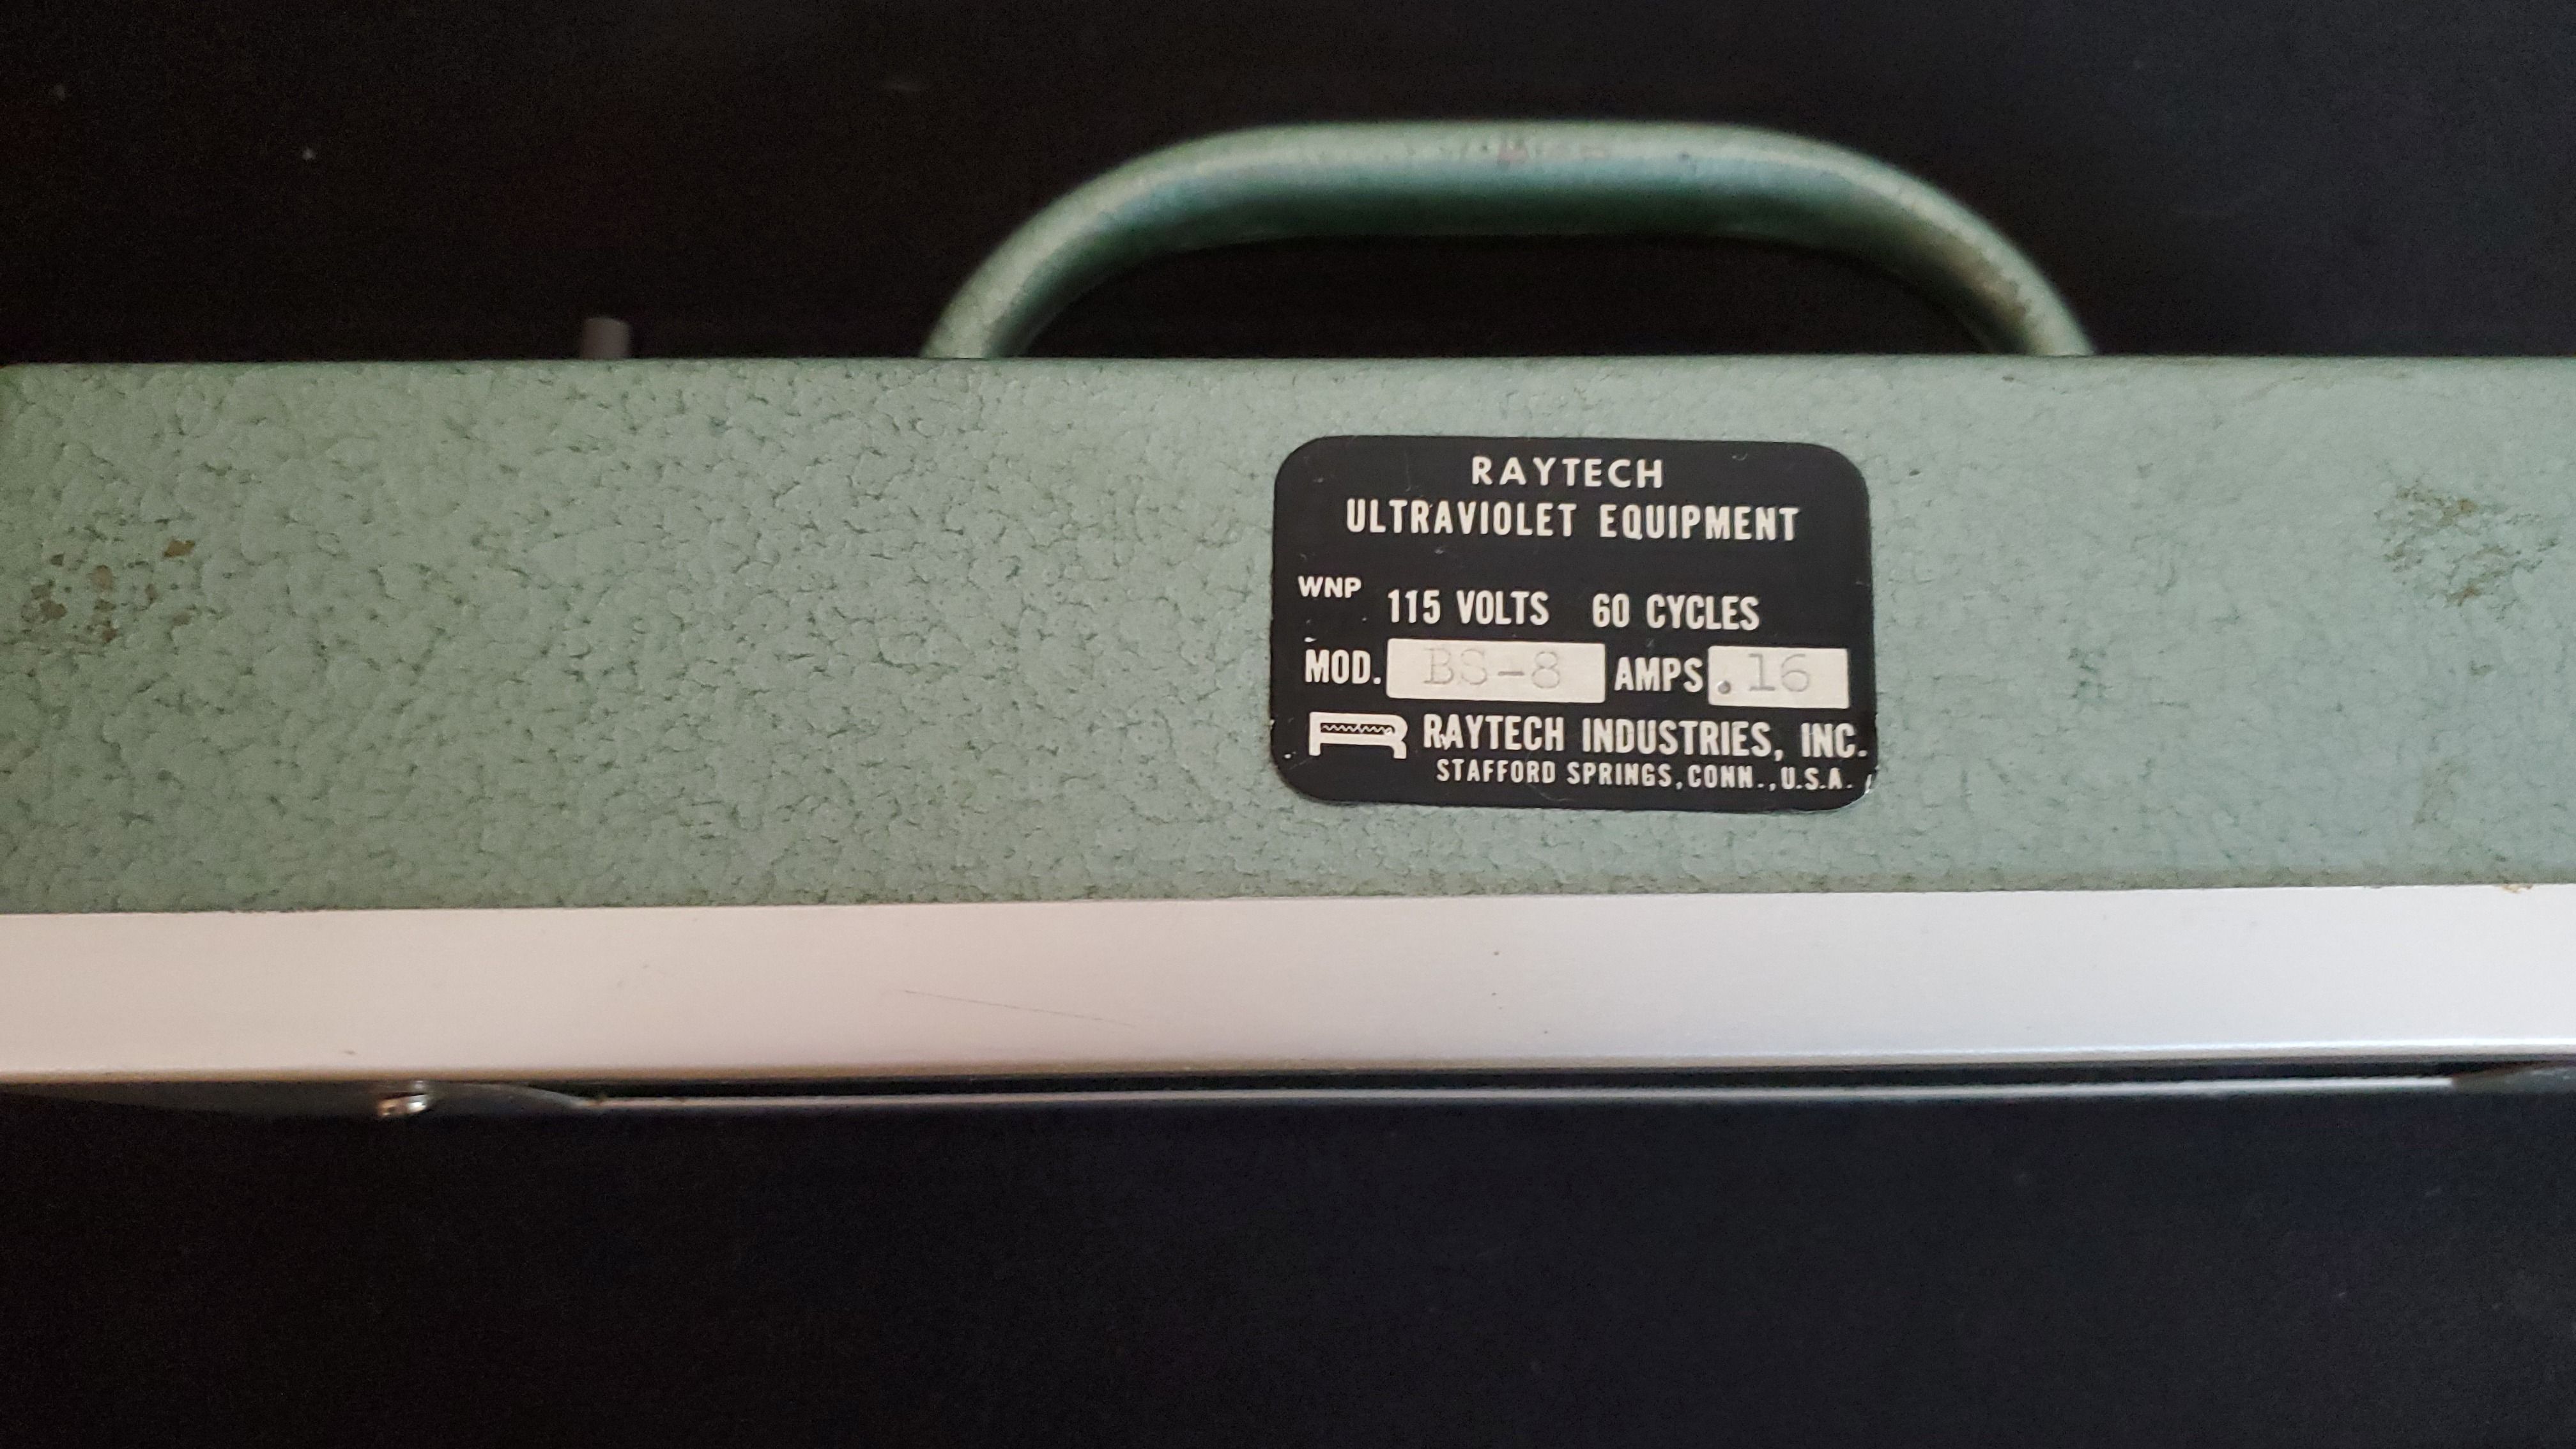 RAYTECH
ULTRAVIOLET EQUIPMENT
WNP 115 VOLTS 60 CYCLES
MOD. BS-8 AMPS .16
R RAYTECH INDUSTRIES, INC.
STAFFORD SPRINGS, CONN., U.S.A.